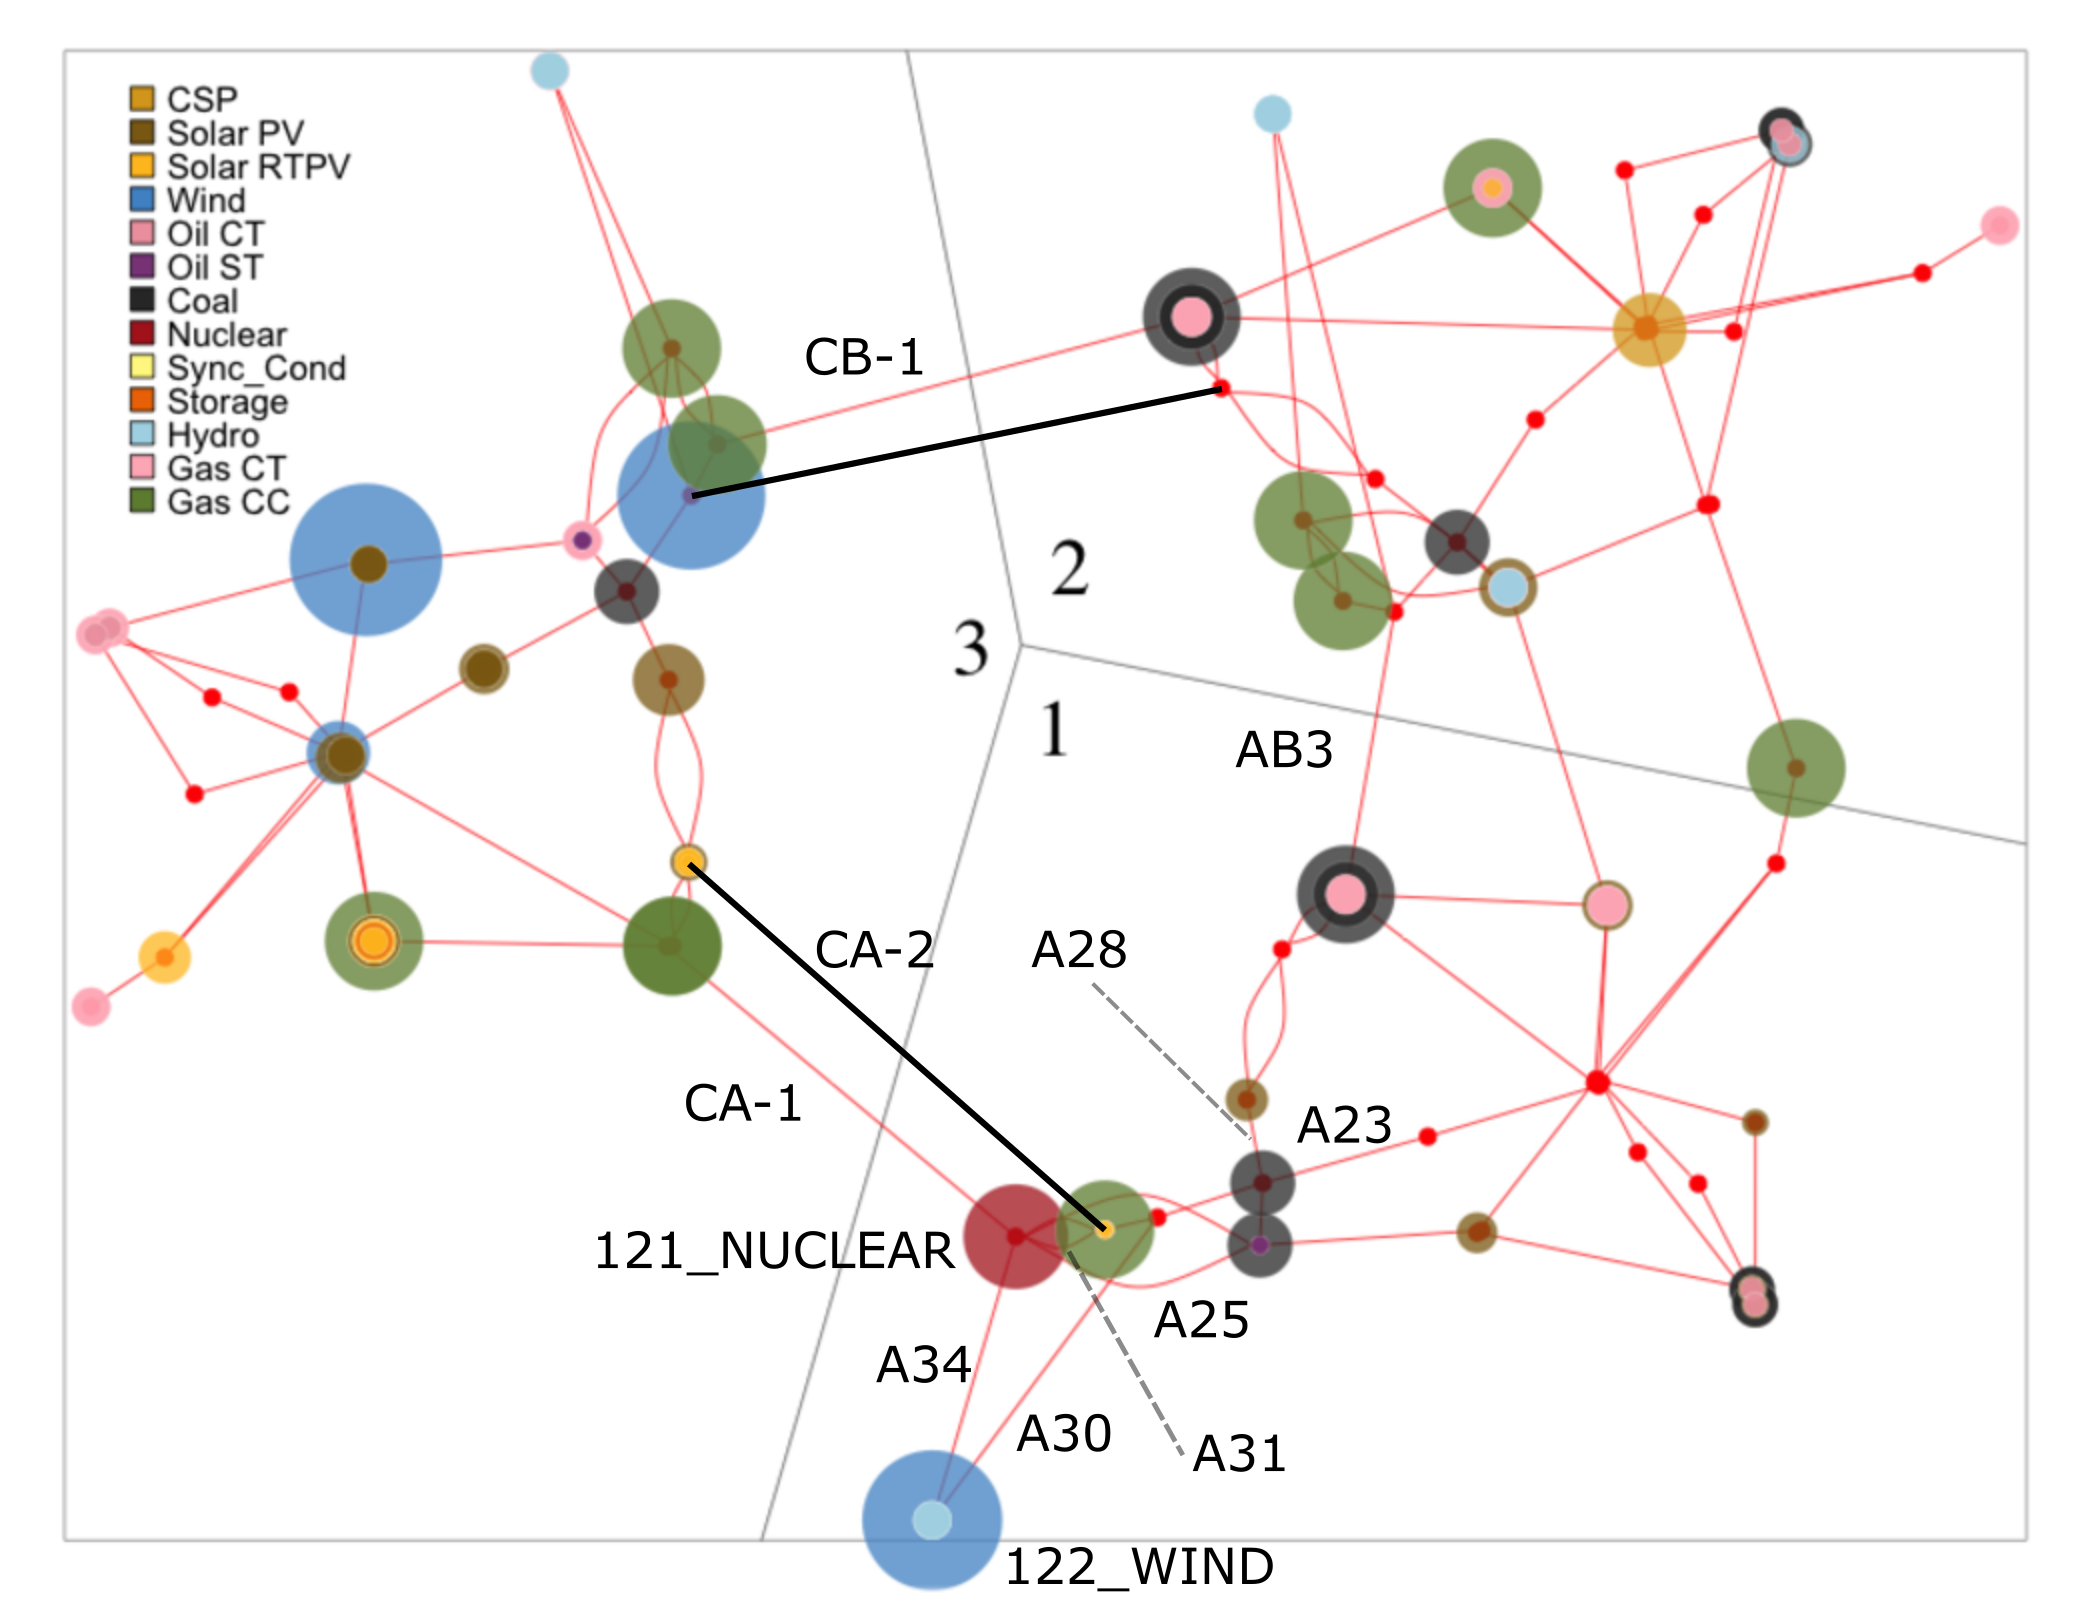 CSP
Solar PV
Solar RTPV
Wind
Oil CT
Oil ST
Coal
Nuclear
Sync_Cond
Storage
Hydro
Gas CT
Gas CC
CB-1
2
3
1
AB3
CA-2
A28
CA-1
A23
121_NUCLEAR
A25
A34
A30
A31
122_WIND